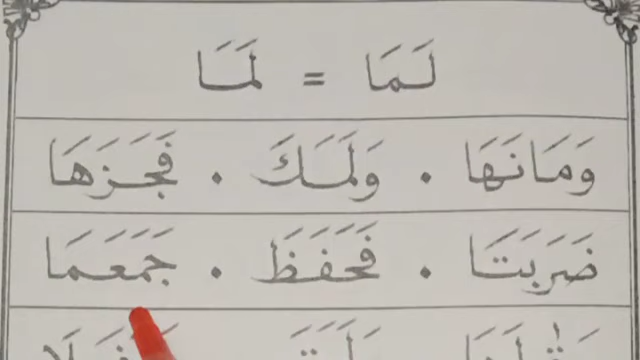 لَمَا = لَمَا
وَمَانَهَا . وَلَمَكَ . فَجَزَهَا
ضَرَبَتَا . فَحَفَظَ . جَمَعَمَا